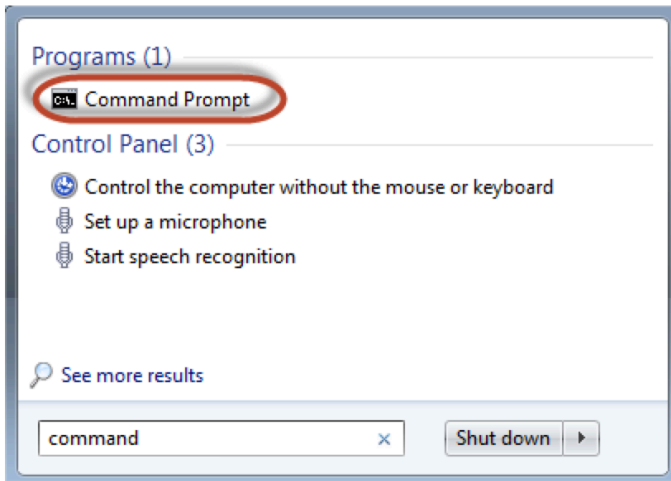 Programs (1)
Command Prompt
Control Panel (3)
Control the computer without the mouse or keyboard
Set up a microphone
Start speech recognition
See more results
command
Shut down